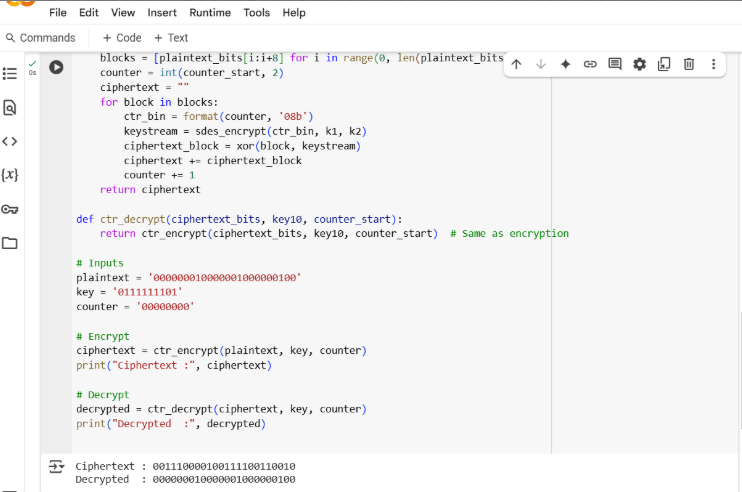 File Edit View Insert Runtime Tools Help
Commands + Code + Text
blocks = [plaintext_bits[i:i+8] for i in range(0, len(plaintext_bits
0s
counter = int(counter_start, 2)
ciphertext = ""
for block in blocks:
ctr_bin = format(counter, '08b')
keystream = sdes_encrypt(ctr_bin, k1, k2)
ciphertext_block = xor(block, keystream)
ciphertext += ciphertext_block
counter += 1
return ciphertext
def ctr_decrypt(ciphertext_bits, key10, counter_start):
return ctr_encrypt(ciphertext_bits, key10, counter_start) # Same as encryption
# Inputs
plaintext = '000000010000001000000100'
key = '0111111101'
counter = '00000000'
# Encrypt
ciphertext = ctr_encrypt(plaintext, key, counter)
print("Ciphertext :", ciphertext)
# Decrypt
decrypted = ctr_decrypt(ciphertext, key, counter)
print("Decrypted  :", decrypted)
Ciphertext : 001110000100111100110010
Decrypted  : 000000010000001000000100